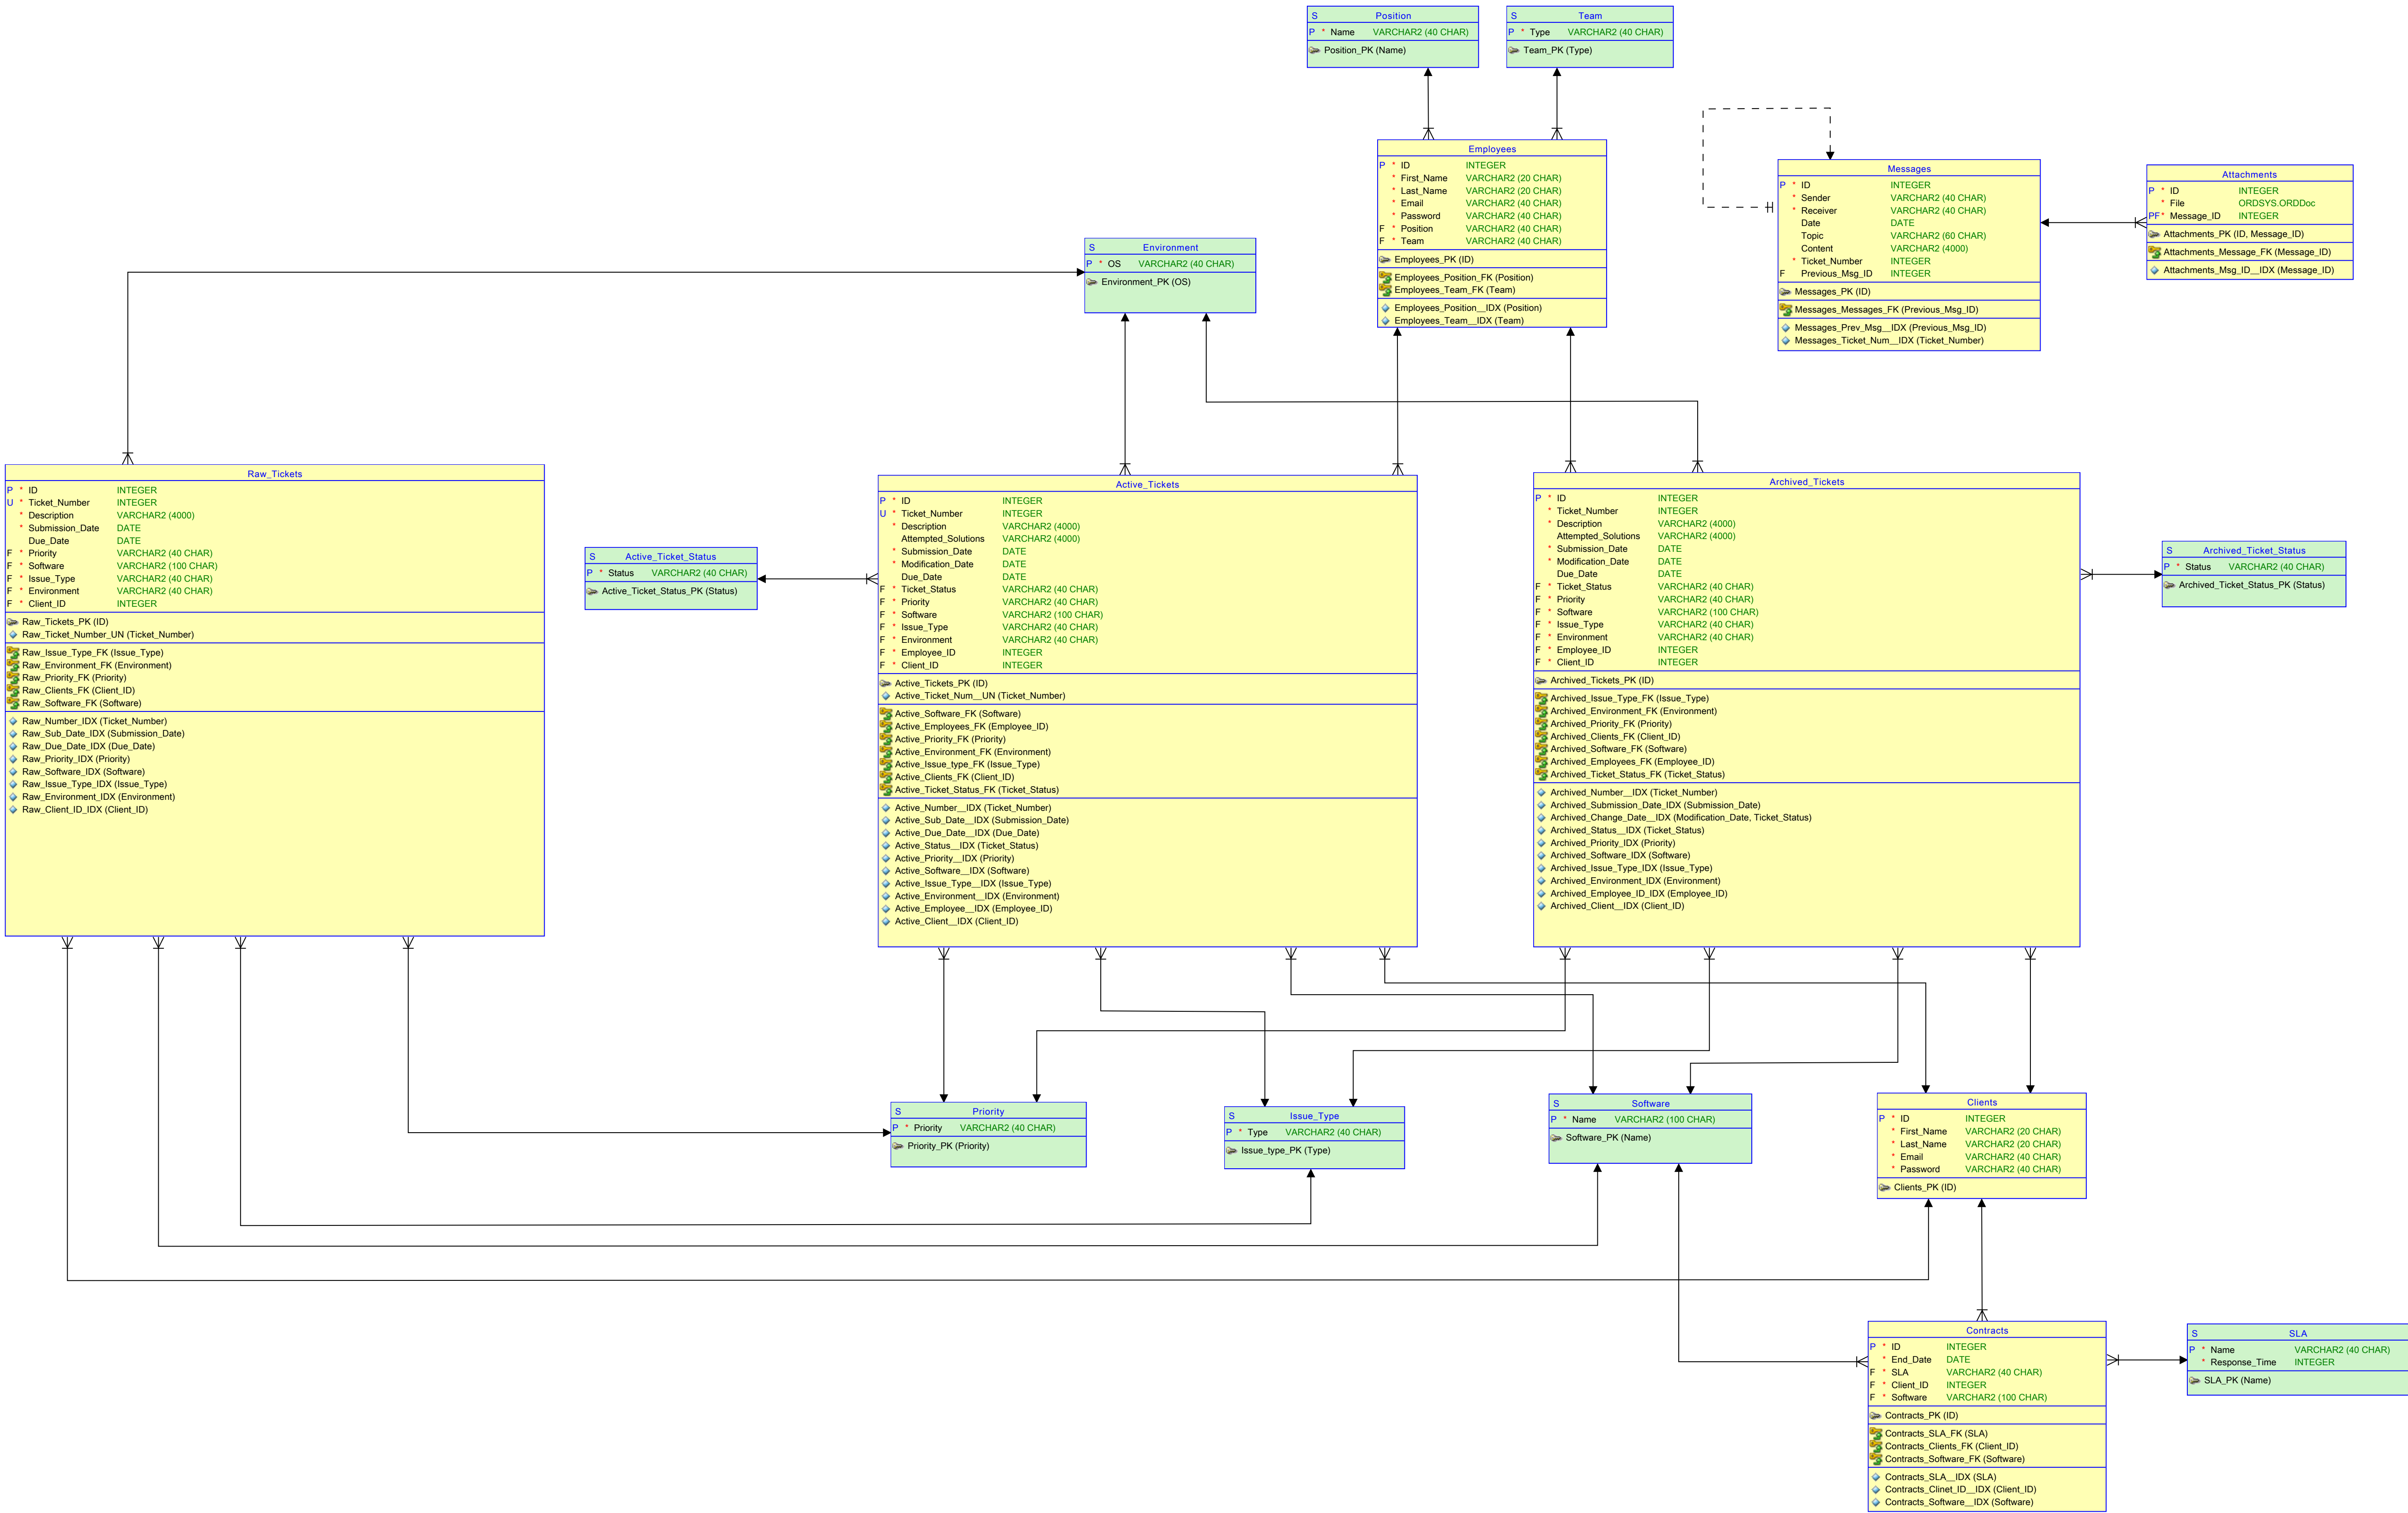 S Position
P * Name VARCHAR2 (40 CHAR)
Position_PK (Name)
S Team
P * Type VARCHAR2 (40 CHAR)
Team_PK (Type)
Employees
P * ID INTEGER
* First_Name VARCHAR2 (20 CHAR)
* Last_Name VARCHAR2 (20 CHAR)
* Email VARCHAR2 (40 CHAR)
* Password VARCHAR2 (40 CHAR)
F * Position VARCHAR2 (40 CHAR)
F * Team VARCHAR2 (40 CHAR)
Employees_PK (ID)
Employees_Position_FK (Position)
Employees_Team_FK (Team)
Employees_Position__IDX (Position)
Employees_Team__IDX (Team)
Messages
P * ID INTEGER
* Sender VARCHAR2 (40 CHAR)
* Receiver VARCHAR2 (40 CHAR)
Date DATE
Topic VARCHAR2 (60 CHAR)
Content VARCHAR2 (4000)
* Ticket_Number INTEGER
F Previous_Msg_ID INTEGER
Messages_PK (ID)
Messages_Messages_FK (Previous_Msg_ID)
Messages_Prev_Msg__IDX (Previous_Msg_ID)
Messages_Ticket_Num__IDX (Ticket_Number)
Attachments
P * ID INTEGER
* File ORDSYS.ORDDoc
PF* Message_ID INTEGER
Attachments_PK (ID, Message_ID)
Attachments_Message_FK (Message_ID)
Attachments_Msg_ID__IDX (Message_ID)
S Environment
P * OS VARCHAR2 (40 CHAR)
Environment_PK (OS)
Raw_Tickets
P * ID INTEGER
U * Ticket_Number INTEGER
* Description VARCHAR2 (4000)
* Submission_Date DATE
Due_Date DATE
F * Priority VARCHAR2 (40 CHAR)
F * Software VARCHAR2 (100 CHAR)
F * Issue_Type VARCHAR2 (40 CHAR)
F * Environment VARCHAR2 (40 CHAR)
F * Client_ID INTEGER
Raw_Tickets_PK (ID)
Raw_Ticket_Number_UN (Ticket_Number)
Raw_Issue_Type_FK (Issue_Type)
Raw_Environment_FK (Environment)
Raw_Priority_FK (Priority)
Raw_Clients_FK (Client_ID)
Raw_Software_FK (Software)
Raw_Number_IDX (Ticket_Number)
Raw_Sub_Date_IDX (Submission_Date)
Raw_Due_Date_IDX (Due_Date)
Raw_Priority_IDX (Priority)
Raw_Software_IDX (Software)
Raw_Issue_Type_IDX (Issue_Type)
Raw_Environment_IDX (Environment)
Raw_Client_ID_IDX (Client_ID)
S Active_Ticket_Status
P * Status VARCHAR2 (40 CHAR)
Active_Ticket_Status_PK (Status)
Active_Tickets
P * ID INTEGER
U * Ticket_Number INTEGER
* Description VARCHAR2 (4000)
Attempted_Solutions VARCHAR2 (4000)
* Submission_Date DATE
* Modification_Date DATE
Due_Date DATE
F * Ticket_Status VARCHAR2 (40 CHAR)
F * Priority VARCHAR2 (40 CHAR)
F * Software VARCHAR2 (100 CHAR)
F * Issue_Type VARCHAR2 (40 CHAR)
F * Environment VARCHAR2 (40 CHAR)
F * Employee_ID INTEGER
F * Client_ID INTEGER
Active_Tickets_PK (ID)
Active_Ticket_Num__UN (Ticket_Number)
Active_Software_FK (Software)
Active_Employees_FK (Employee_ID)
Active_Priority_FK (Priority)
Active_Environment_FK (Environment)
Active_Issue_type_FK (Issue_Type)
Active_Clients_FK (Client_ID)
Active_Ticket_Status_FK (Ticket_Status)
Active_Number__IDX (Ticket_Number)
Active_Sub_Date__IDX (Submission_Date)
Active_Due_Date__IDX (Due_Date)
Active_Status__IDX (Ticket_Status)
Active_Priority__IDX (Priority)
Active_Software__IDX (Software)
Active_Issue_Type__IDX (Issue_Type)
Active_Environment__IDX (Environment)
Active_Employee__IDX (Employee_ID)
Active_Client__IDX (Client_ID)
Archived_Tickets
P * ID INTEGER
* Ticket_Number INTEGER
* Description VARCHAR2 (4000)
Attempted_Solutions VARCHAR2 (4000)
* Submission_Date DATE
* Modification_Date DATE
Due_Date DATE
F * Ticket_Status VARCHAR2 (40 CHAR)
F * Priority VARCHAR2 (40 CHAR)
F * Software VARCHAR2 (100 CHAR)
F * Issue_Type VARCHAR2 (40 CHAR)
F * Environment VARCHAR2 (40 CHAR)
F * Employee_ID INTEGER
F * Client_ID INTEGER
Archived_Tickets_PK (ID)
Archived_Issue_Type_FK (Issue_Type)
Archived_Environment_FK (Environment)
Archived_Priority_FK (Priority)
Archived_Clients_FK (Client_ID)
Archived_Software_FK (Software)
Archived_Employees_FK (Employee_ID)
Archived_Ticket_Status_FK (Ticket_Status)
Archived_Number__IDX (Ticket_Number)
Archived_Submission_Date_IDX (Submission_Date)
Archived_Change_Date__IDX (Modification_Date, Ticket_Status)
Archived_Status__IDX (Ticket_Status)
Archived_Priority_IDX (Priority)
Archived_Software_IDX (Software)
Archived_Issue_Type_IDX (Issue_Type)
Archived_Environment_IDX (Environment)
Archived_Employee_ID_IDX (Employee_ID)
Archived_Client__IDX (Client_ID)
S Archived_Ticket_Status
P * Status VARCHAR2 (40 CHAR)
Archived_Ticket_Status_PK (Status)
S Priority
P * Priority VARCHAR2 (40 CHAR)
Priority_PK (Priority)
S Issue_Type
P * Type VARCHAR2 (40 CHAR)
Issue_type_PK (Type)
S Software
P * Name VARCHAR2 (100 CHAR)
Software_PK (Name)
Clients
P * ID INTEGER
* First_Name VARCHAR2 (20 CHAR)
* Last_Name VARCHAR2 (20 CHAR)
* Email VARCHAR2 (40 CHAR)
* Password VARCHAR2 (40 CHAR)
Clients_PK (ID)
Contracts
P * ID INTEGER
* End_Date DATE
F * SLA VARCHAR2 (40 CHAR)
F * Client_ID INTEGER
F * Software VARCHAR2 (100 CHAR)
Contracts_PK (ID)
Contracts_SLA_FK (SLA)
Contracts_Clients_FK (Client_ID)
Contracts_Software_FK (Software)
Contracts_SLA__IDX (SLA)
Contracts_Clinet_ID__IDX (Client_ID)
Contracts_Software__IDX (Software)
S SLA
P * Name VARCHAR2 (40 CHAR)
* Response_Time INTEGER
SLA_PK (Name)